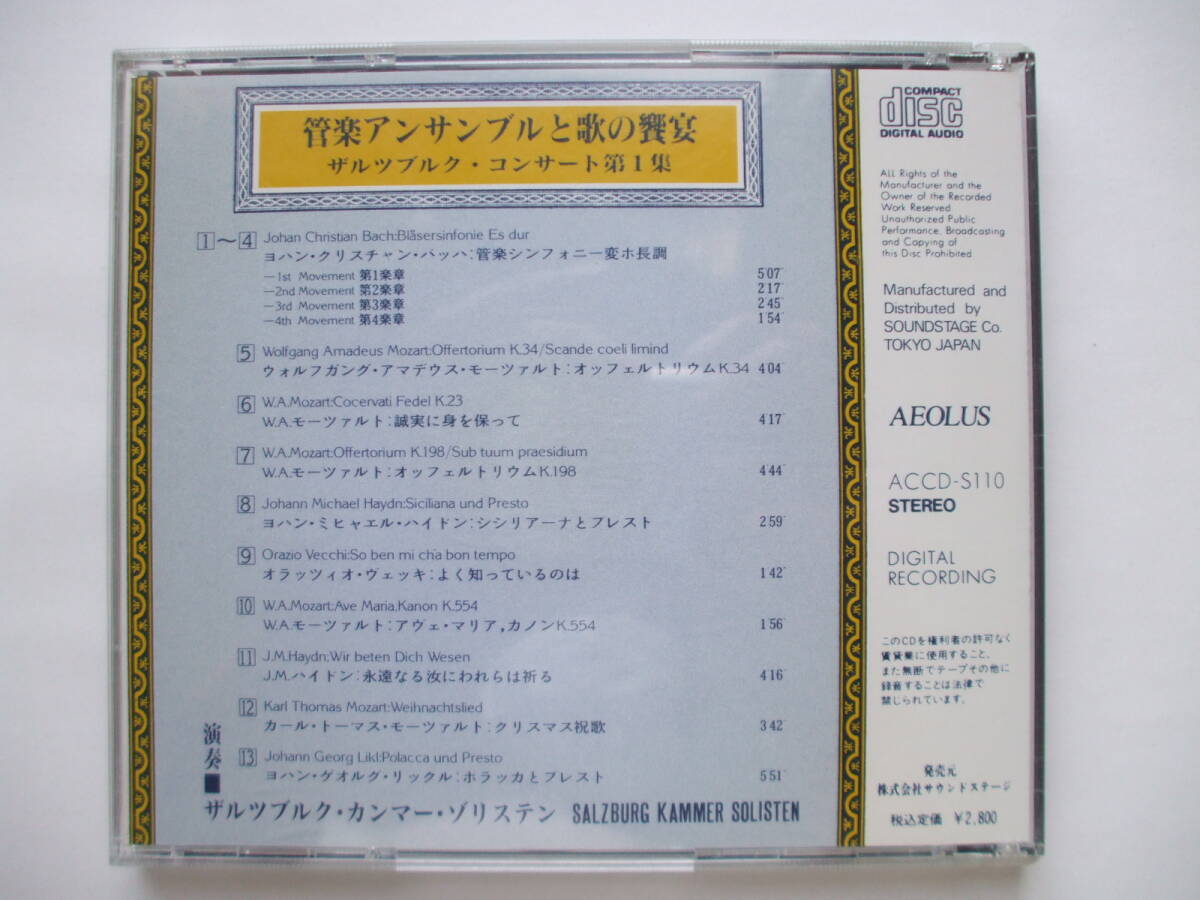 管楽アンサンブルと歌の饗宴
ザルツブルク・コンサート第1集
1～4 Johan Christian Bach:Bläsersinfonie Es dur
ヨハン・クリスチャン・バッハ:管楽シンフォニー変ホ長調
—1st Movement 第1楽章 5'07"
—2nd Movement 第2楽章 2'17"
—3rd Movement 第3楽章 2'45"
—4th Movement 第4楽章 1'54"
5 Wolfgang Amadeus Mozart:Offertorium K.34/Scande coeli limind
ウォルフガング・アマデウス・モーツァルト:オッフェルトリウムK.34 4'04"
6 W.A.Mozart:Cocervati Fedel K.23
W.A.モーツァルト:誠実に身を保って 4'17"
7 W.A.Mozart:Offertorium K.198/Sub tuum praesidium
W.A.モーツァルト:オッフェルトリウムK.198 4'44"
8 Johann Michael Haydn:Siciliana und Presto
ヨハン・ミヒャエル・ハイドン:シシリアーナとプレスト 2'59"
9 Orazio Vecchi:So ben mi ch'a bon tempo
オラッツィオ・ヴェッキ:よく知っているのは 1'42"
10 W.A.Mozart:Ave Maria,Kanon K.554
W.A.モーツァルト:アヴェ・マリア,カノンK.554 1'56"
11 J.M.Haydn:Wir beten Dich Wesen
J.M.ハイドン:永遠なる汝にわれらは祈る 4'16"
12 Karl Thomas Mozart:Weihnachtslied
カール・トーマス・モーツァルト:クリスマス祝歌 3'42"
13 Johann Georg Likl:Polacca und Presto
ヨハン・ゲオルグ・リックル:ポラッカとプレスト 5'51"
演奏■
ザルツブルク・カンマー・ゾリステン SALZBURG KAMMER SOLISTEN
COMPACT
disc
DIGITAL AUDIO
ALL Rights of the
Manufacturer and the
Owner of the Recorded
Work Reserved.
Unauthorized Public
Performance, Broadcasting
and Copying of
this Disc Prohibited.
Manufactured and
Distributed by
SOUNDSTAGE Co.
TOKYO JAPAN
AEOLUS
ACCD-S110
STEREO
DIGITAL
RECORDING
このCDを権利者の許可なく
賃貸業に使用すること、
また無断でテープその他に
録音することは法律で
禁じられています。
発売元
株式会社サウンドステージ
税込定価 ¥2,800